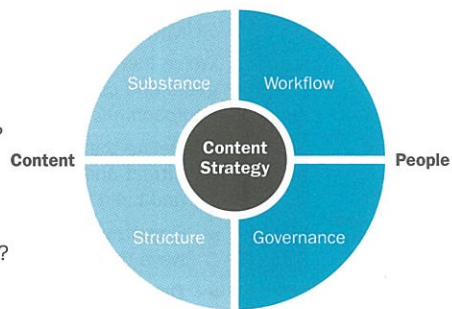 Substance
Workflow
?
Content
Content
Strategy
People
Structure
Governance
?